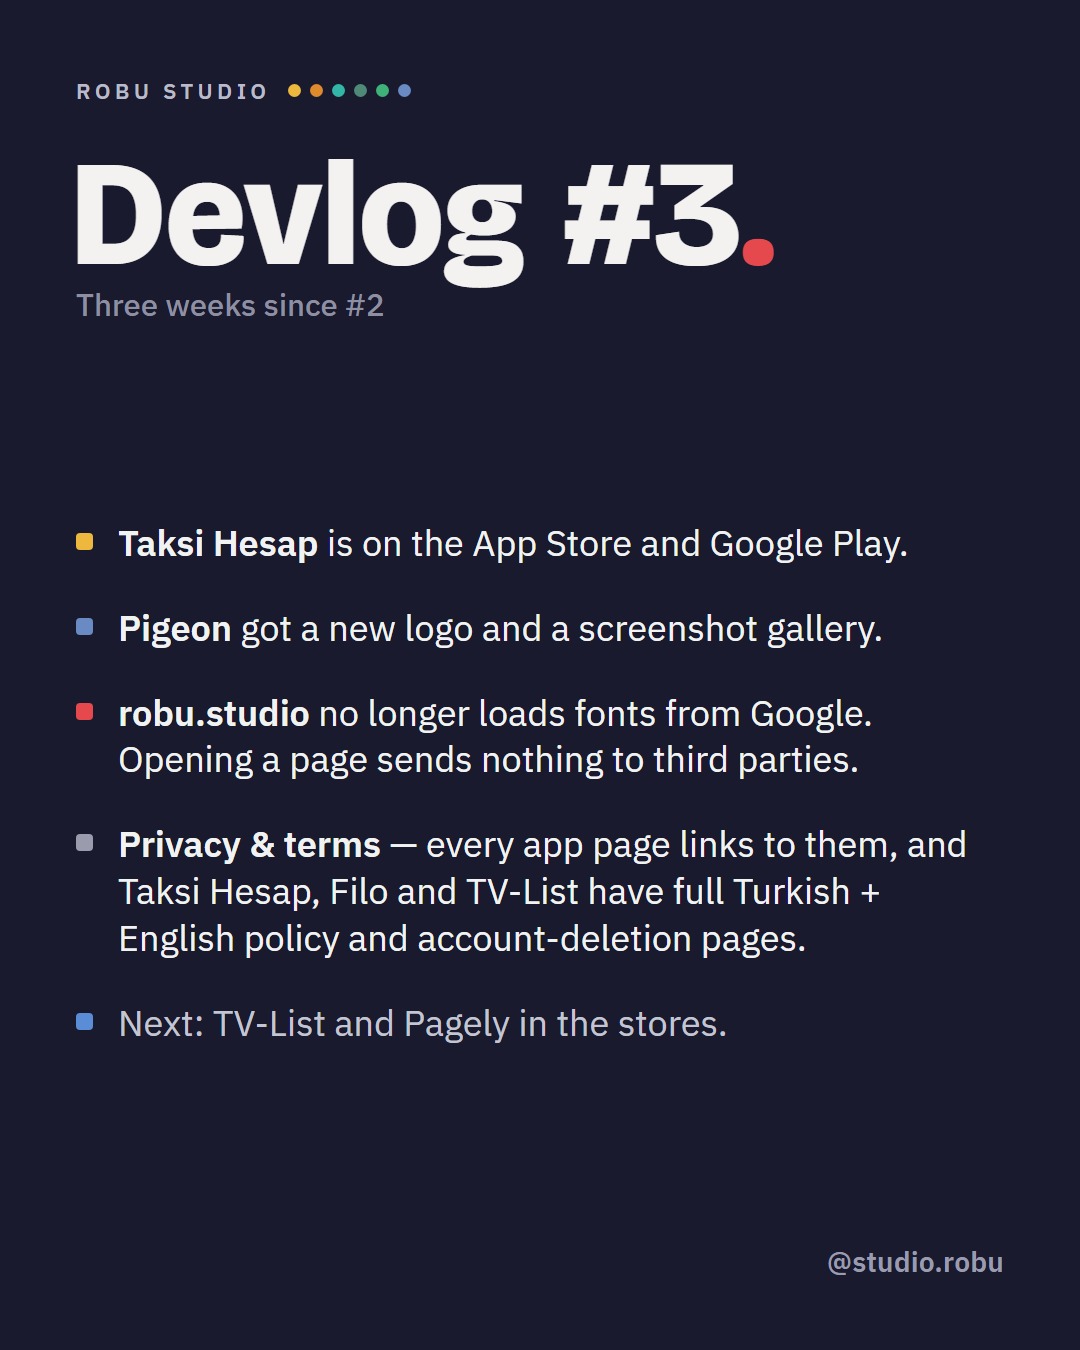 ROBU STUDIO
Devlog #3.
Three weeks since #2
Taksi Hesap is on the App Store and Google Play.
Pigeon got a new logo and a screenshot gallery.
robu.studio no longer loads fonts from Google.
Opening a page sends nothing to third parties.
Privacy & terms — every app page links to them, and
Taksi Hesap, Filo and TV-List have full Turkish +
English policy and account-deletion pages.
Next: TV-List and Pagely in the stores.
@studio.robu